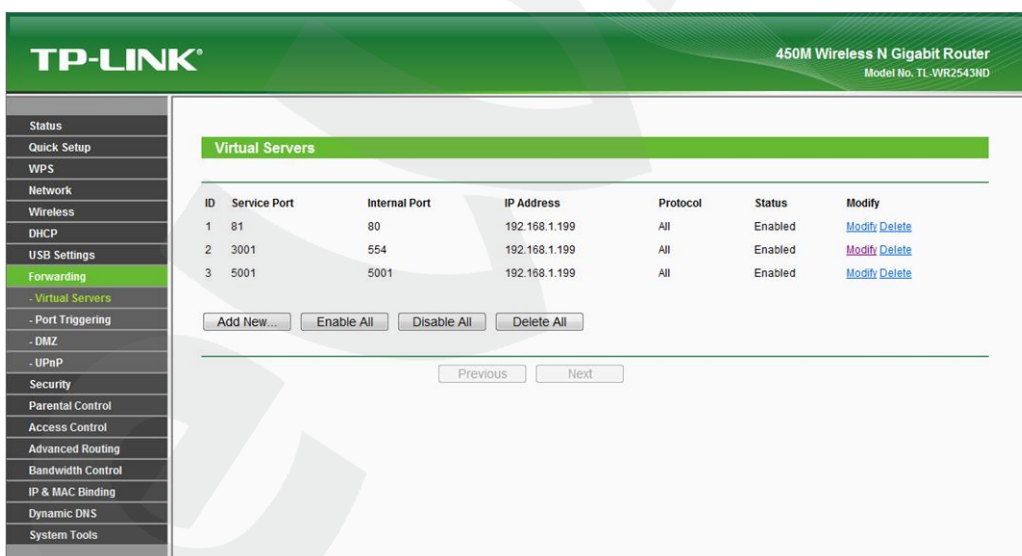 TP-LINK®
450M Wireless N Gigabit Router
Model No. TL-WR2543ND
Status
Quick Setup
WPS
Network
Wireless
DHCP
USB Settings
Forwarding
- Virtual Servers
- Port Triggering
- DMZ
- UPnP
Security
Parental Control
Access Control
Advanced Routing
Bandwidth Control
IP & MAC Binding
Dynamic DNS
System Tools
Virtual Servers
ID Service Port Internal Port IP Address Protocol Status Modify
1 81 80 192.168.1.199 All Enabled Modify Delete
2 3001 554 192.168.1.199 All Enabled Modify Delete
3 5001 5001 192.168.1.199 All Enabled Modify Delete
Add New... Enable All Disable All Delete All
Previous Next